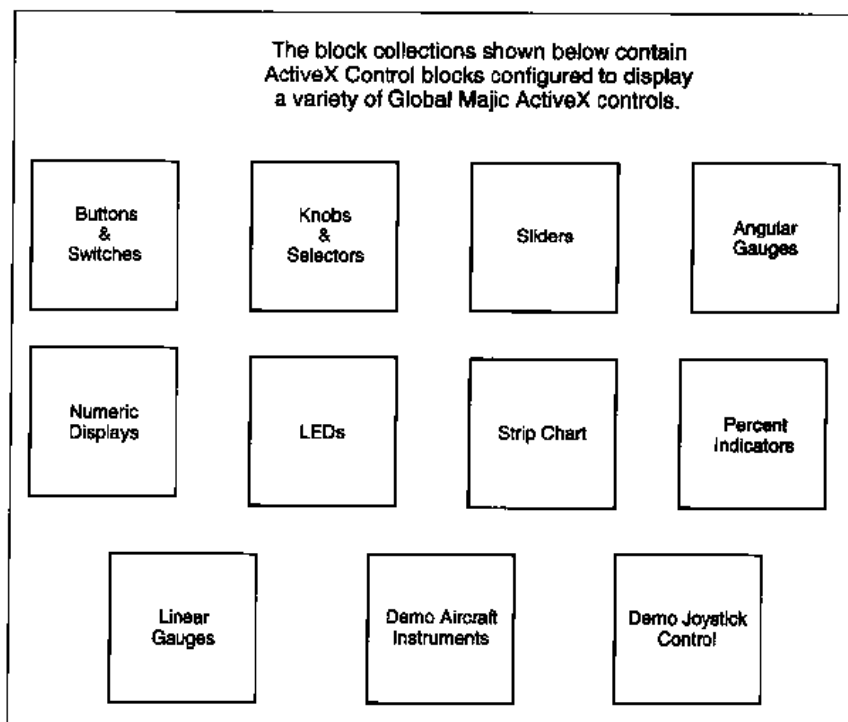 The block collections shown below contain
ActiveX Control blocks configured to display
a variety of Global Majic ActiveX controls.
Buttons
&
Switches
Knobs
&
Selectors
Sliders
Angular
Gauges
Numeric
Displays
LEDs
Strip Chart
Percent
Indicators
Linear
Gauges
Demo Aircraft
Instruments
Demo Joystick
Control